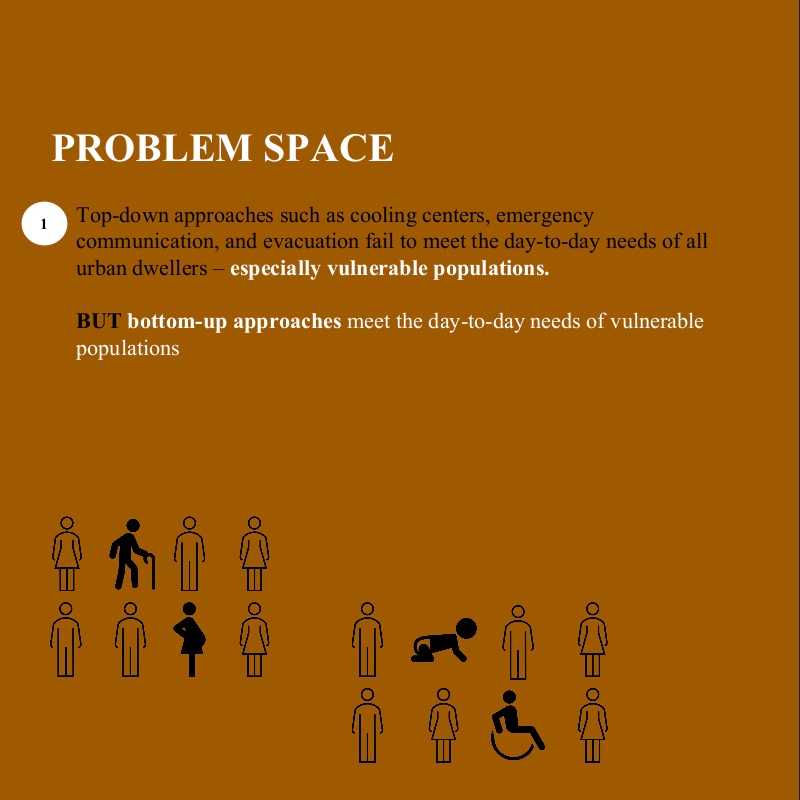 PROBLEM SPACE
1
Top-down approaches such as cooling centers, emergency
communication, and evacuation fail to meet the day-to-day needs of all
urban dwellers – especially vulnerable populations.
BUT bottom-up approaches meet the day-to-day needs of vulnerable
populations